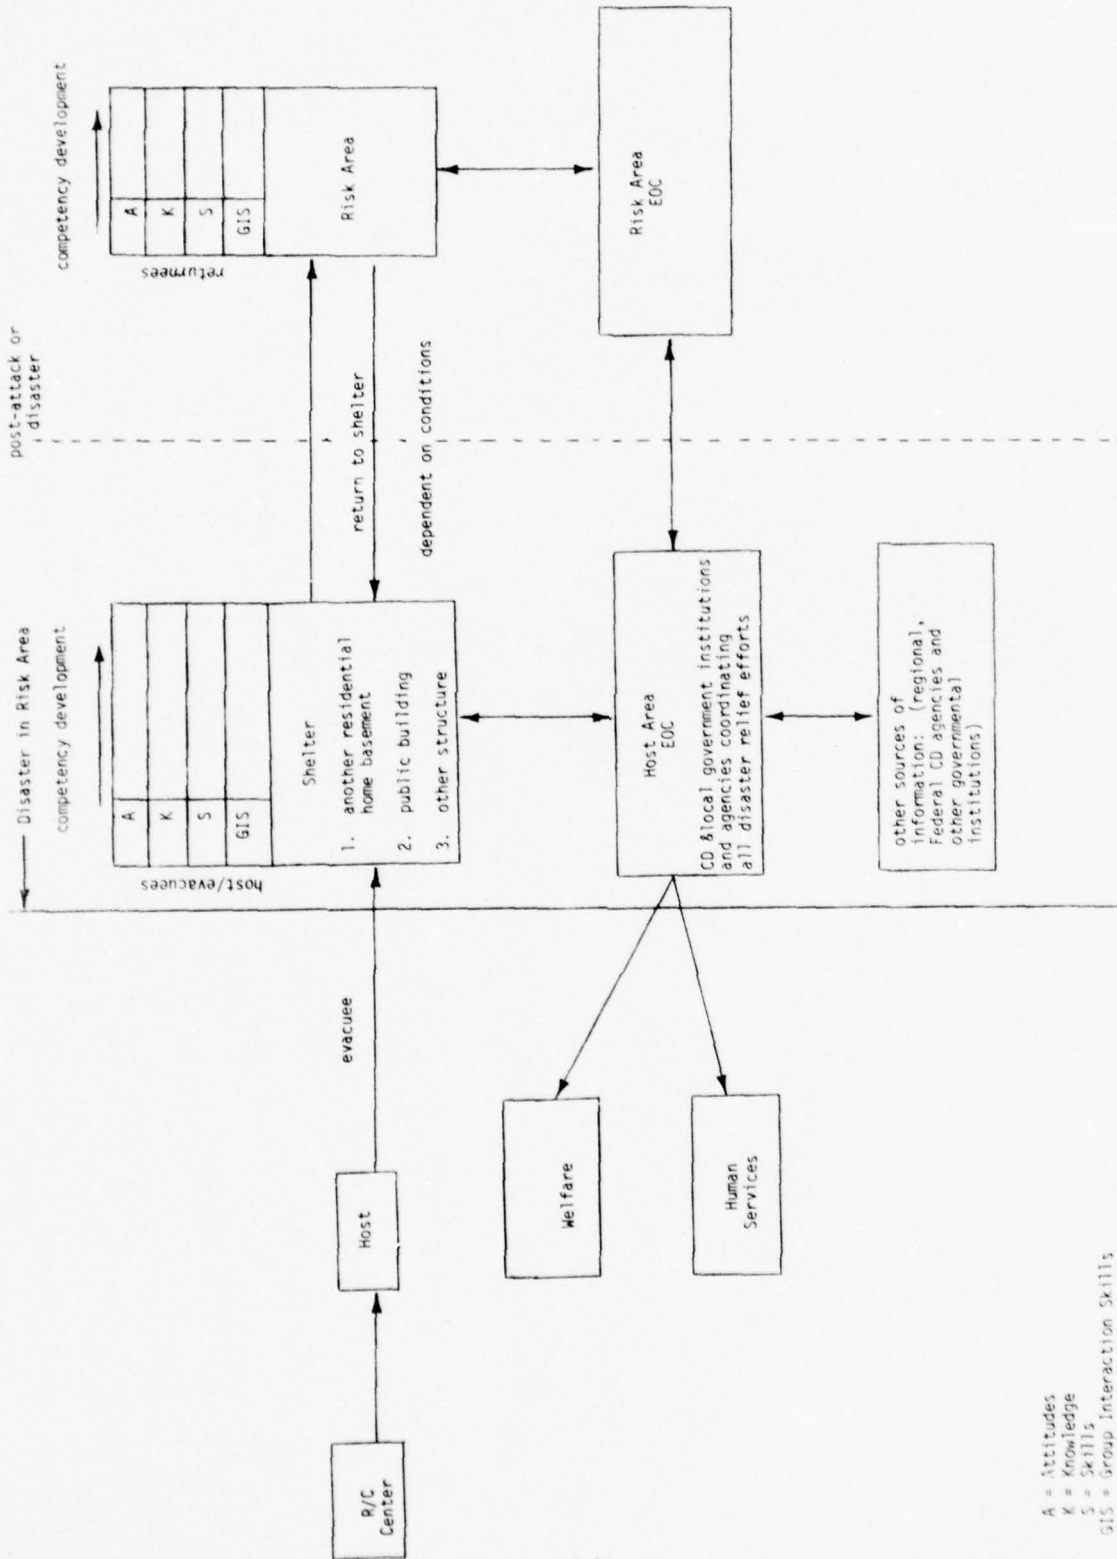 Disaster in Risk Area
post-attack or
disaster
competency development
competency development
host/evacuees
A
K
S
GIS
returnees
A
K
S
GIS
R/C
Center
Host
evacuee
Shelter
1. another residential
home basement
2. public building
3. other structure
return to shelter
dependent on conditions
Risk Area
Welfare
Human
Services
Host Area
EOC
CD &local government institutions
and agencies coordinating
all disaster relief efforts
Risk Area
EOC
other sources of
information: (regional,
Federal CD agencies and
other governmental
institutions)
A = Attitudes
K = Knowledge
S = Skills
GIS = Group Interaction Skills